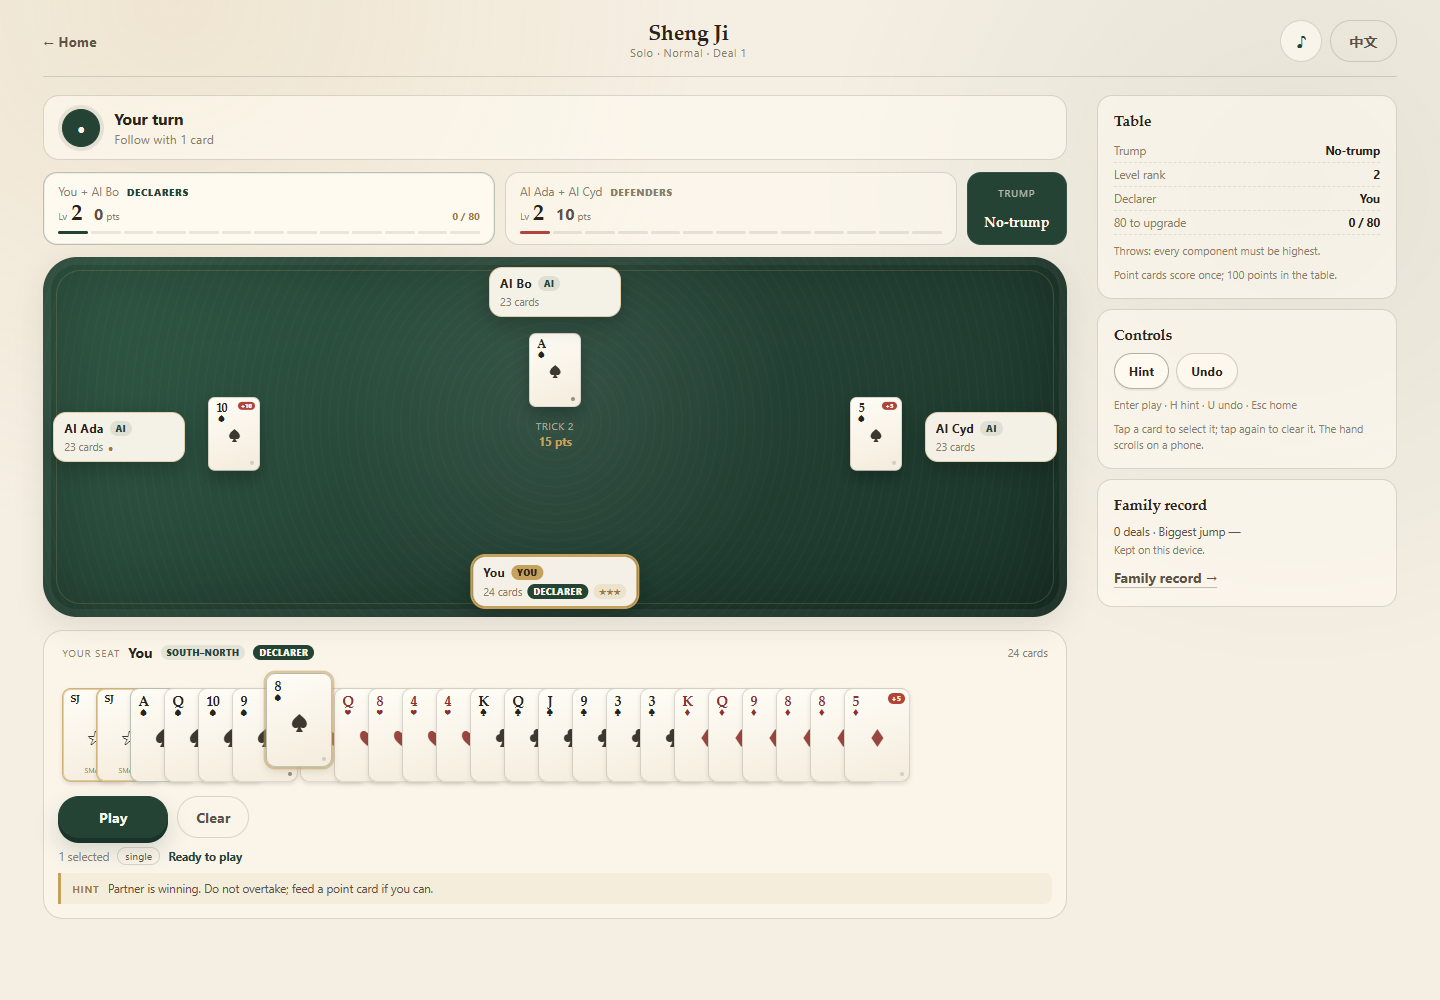 ← Home
Sheng Ji
Solo · Normal · Deal 1
♪
中文
Your turn
Follow with 1 card
You + AI Bo DECLARERS
Lv 2 0 pts 0 / 80
AI Ada + AI Cyd DEFENDERS
Lv 2 10 pts
TRUMP
No-trump
AI Bo AI
23 cards
A
10 +10
5 +5
AI Ada AI
23 cards
AI Cyd AI
23 cards
TRICK 2
15 pts
You YOU
24 cards DECLARER ★★★
YOUR SEAT You SOUTH–NORTH DECLARER 24 cards
SJ SJ A Q 10 9 8 Q 8 4 4 K Q J 9 3 3 K Q 9 8 8 5 +5
Play Clear
1 selected single Ready to play
HINT Partner is winning. Do not overtake; feed a point card if you can.
Table
Trump No-trump
Level rank 2
Declarer You
80 to upgrade 0 / 80
Throws: every component must be highest.
Point cards score once; 100 points in the table.
Controls
Hint Undo
Enter play · H hint · U undo · Esc home
Tap a card to select it; tap again to clear it. The hand
scrolls on a phone.
Family record
0 deals · Biggest jump —
Kept on this device.
Family record →